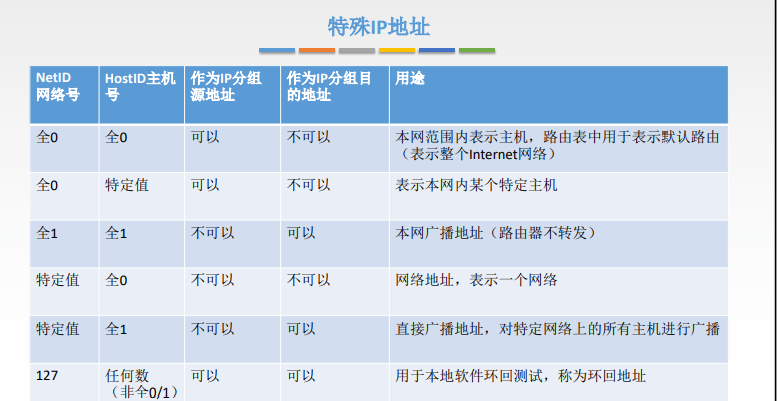 特殊IP地址
NetID HostID主机 作为IP分组 作为IP分组目 用途
网络号 号 源地址 的地址
全0 全0 可以 不可以 本网范围内表示主机，路由表中用于表示默认路由
（表示整个Internet网络）
全0 特定值 可以 不可以 表示本网内某个特定主机
全1 全1 不可以 可以 本网广播地址（路由器不转发）
特定值 全0 不可以 不可以 网络地址，表示一个网络
特定值 全1 不可以 可以 直接广播地址，对特定网络上的所有主机进行广播
127 任何数 可以 可以 用于本地软件环回测试，称为环回地址
（非全0/1）